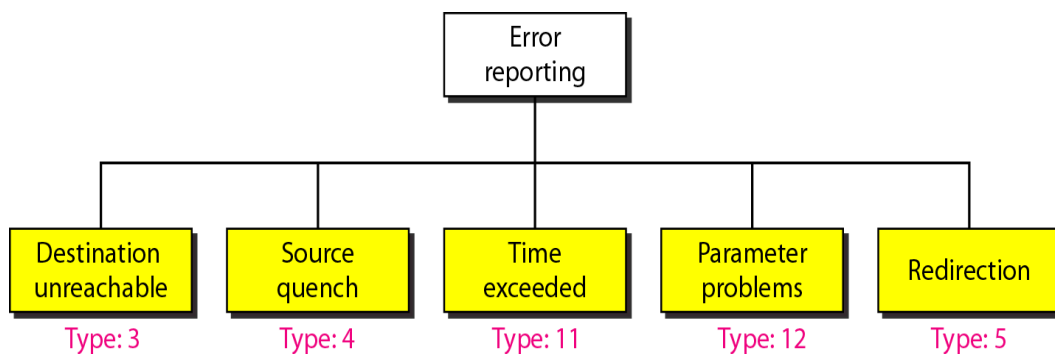 Error
reporting
Destination
unreachable
Source
quench
Time
exceeded
Parameter
problems
Redirection
Type: 3
Type: 4
Type: 11
Type: 12
Type: 5